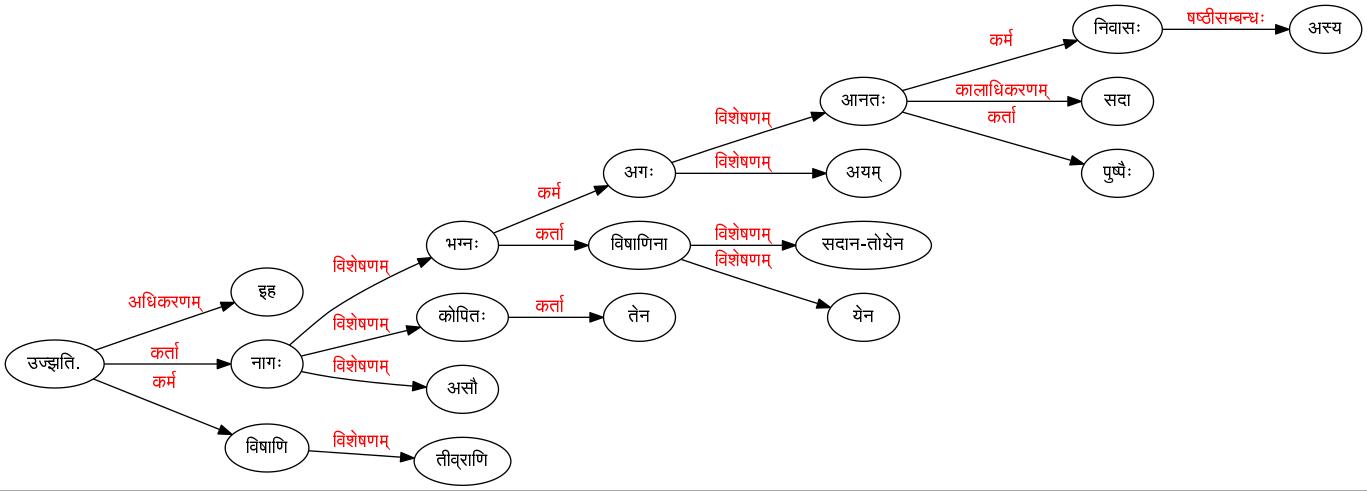 निवासः
षष्ठीसम्बन्धः
अस्य
कर्म
आनतः
कालाधिकरणम्
सदा
विशेषणम्
कर्ता
अगः
विशेषणम्
अयम्
पुष्पैः
कर्म
भग्नः
कर्ता
विषाणिना
विशेषणम्
सदान-तोयेन
विशेषणम्
विशेषणम्
इह
अधिकरणम्
कोपितः
कर्ता
तेन
येन
विशेषणम्
उज्झति.
कर्ता
नागः
विशेषणम्
असौ
कर्म
विषाणि
विशेषणम्
तीव्राणि